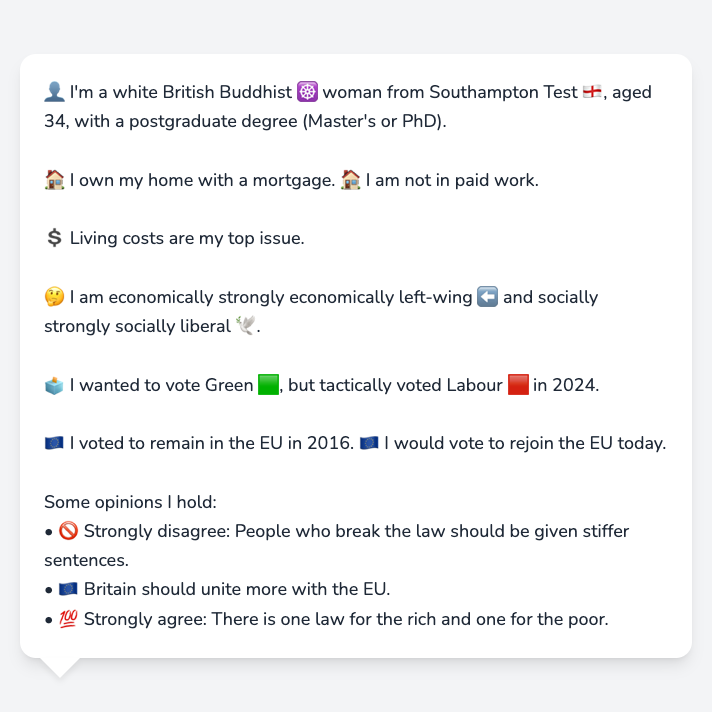 👤 I'm a white British Buddhist ☸️ woman from Southampton Test 🏴󠁧󠁢󠁥󠁮󠁧󠁿, aged
34, with a postgraduate degree (Master's or PhD).
🏠 I own my home with a mortgage. 🏠 I am not in paid work.
💲 Living costs are my top issue.
🤔 I am economically strongly economically left-wing ⬅️ and socially
strongly socially liberal 🕊️.
🗳️ I wanted to vote Green 🟩, but tactically voted Labour 🟥 in 2024.
🇪🇺 I voted to remain in the EU in 2016. 🇪🇺 I would vote to rejoin the EU today.
Some opinions I hold:
• 🚫 Strongly disagree: People who break the law should be given stiffer
sentences.
• 🇪🇺 Britain should unite more with the EU.
• 💯 Strongly agree: There is one law for the rich and one for the poor.